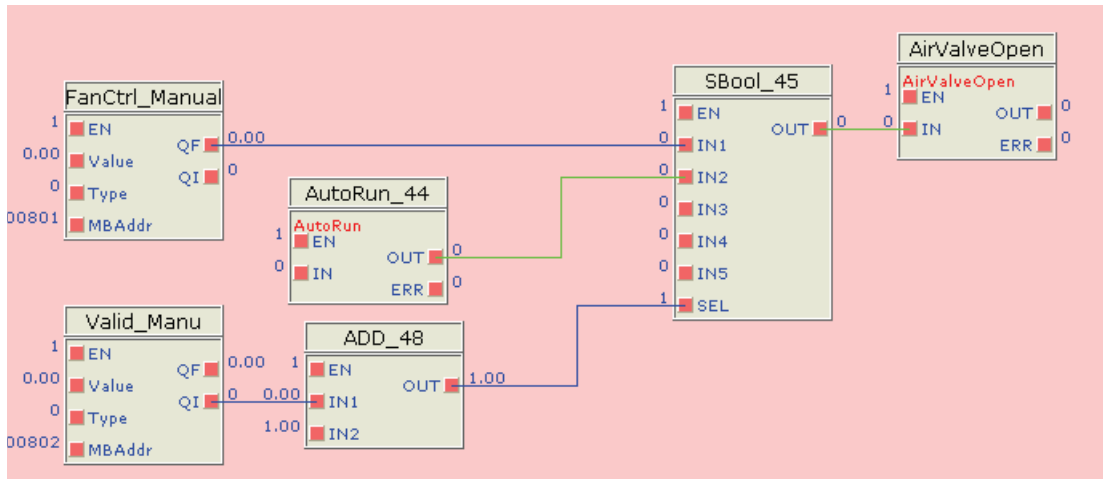 FanCtrl_Manual
1 EN
QF 0.00
0.00 Value
QI 0
0 Type
00801 MBAddr
AutoRun_44
AutoRun
1 EN
OUT 0
0 IN
ERR 0
Valid_Manu
1 EN
QF 0.00
0.00 Value
QI 0
0 Type
00802 MBAddr
ADD_48
1 EN
OUT 1.00
0.00 IN1
1.00 IN2
SBool_45
1 EN
OUT 0
0 IN1
0 IN2
0 IN3
0 IN4
0 IN5
1 SEL
AirValveOpen
AirValveOpen
1 EN
OUT 0
0 IN
ERR 0